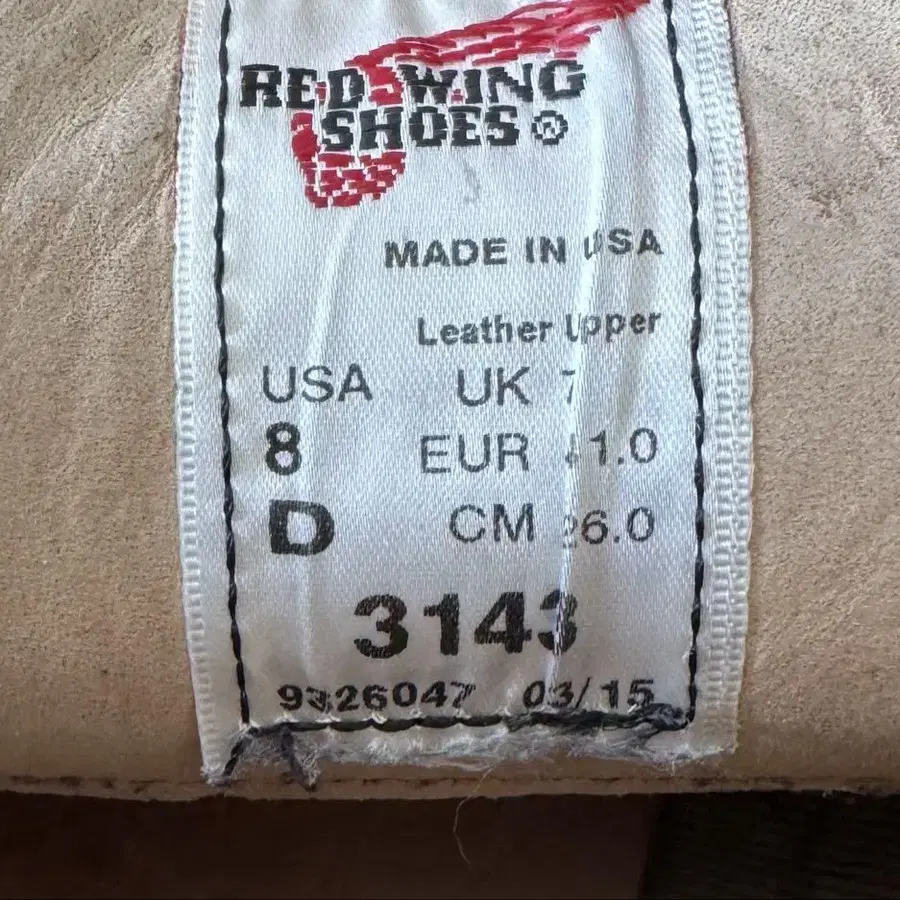 RED WING
SHOES®
MADE IN USA
Leather Upper
USA UK 7
8 EUR 41.0
D CM 26.0
3143
9326047 03/15